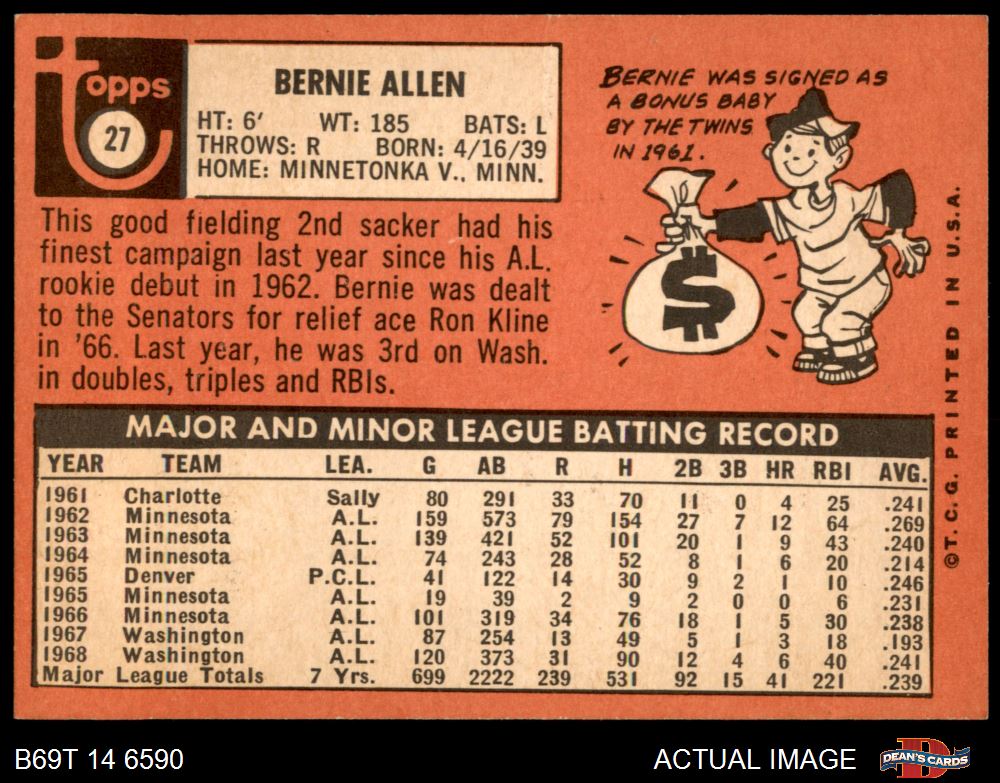 topps
27
BERNIE ALLEN
HT: 6' WT: 185 BATS: L
THROWS: R BORN: 4/16/39
HOME: MINNETONKA V., MINN.
BERNIE WAS SIGNED AS
A BONUS BABY
BY THE TWINS
IN 1961.
$
This good fielding 2nd sacker had his
finest campaign last year since his A.L.
rookie debut in 1962. Bernie was dealt
to the Senators for relief ace Ron Kline
in '66. Last year, he was 3rd on Wash.
in doubles, triples and RBIs.
MAJOR AND MINOR LEAGUE BATTING RECORD
YEAR TEAM LEA. G AB R H 2B 3B HR RBI AVG.
1961 Charlotte Sally 80 291 33 70 11 0 4 25 .241
1962 Minnesota A.L. 159 573 79 154 27 7 12 64 .269
1963 Minnesota A.L. 139 421 52 101 20 1 9 43 .240
1964 Minnesota A.L. 74 243 28 52 8 1 6 20 .214
1965 Denver P.C.L. 41 122 14 30 9 2 1 10 .246
1965 Minnesota A.L. 19 39 2 9 2 0 0 6 .231
1966 Minnesota A.L. 101 319 34 76 18 1 5 30 .238
1967 Washington A.L. 87 254 13 49 5 1 3 18 .193
1968 Washington A.L. 120 373 31 90 12 4 6 40 .241
Major League Totals 7 Yrs. 699 2222 239 531 92 15 41 221 .239
©T. C. G. PRINTED IN U.S.A.
B69T 14 6590
ACTUAL IMAGE
D
DEAN'S CARDS